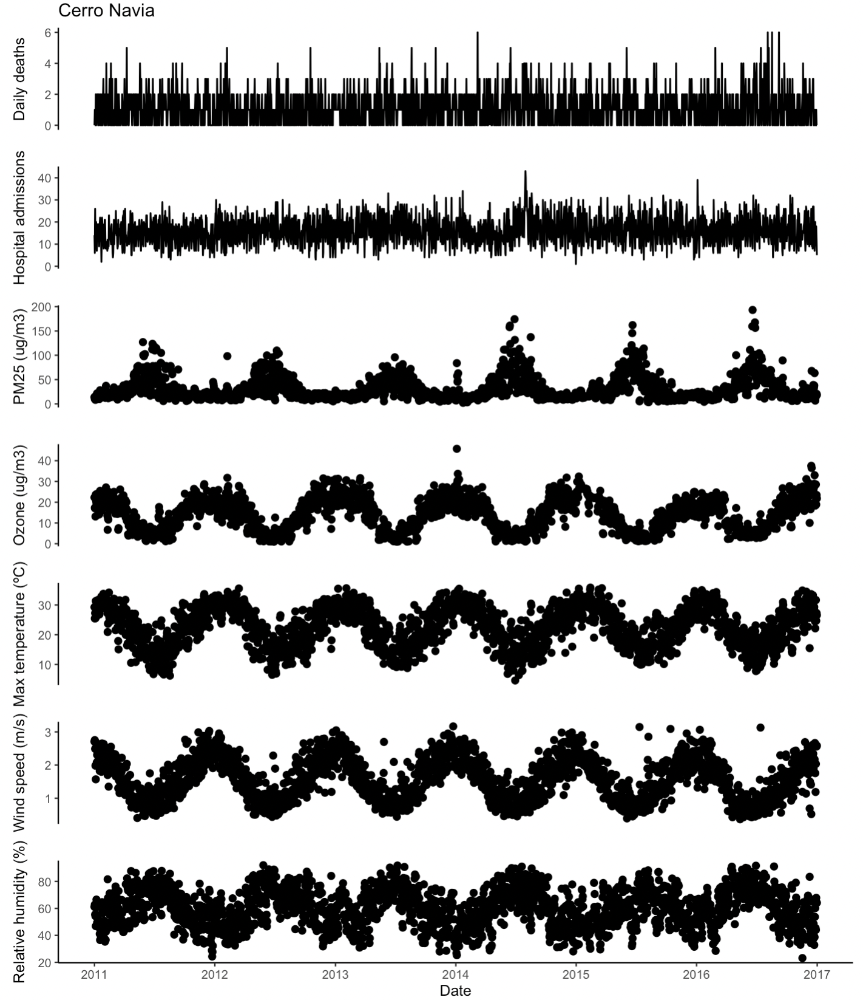 Cerro Navia
Daily deaths
6
4
2
0
Hospital admissions
40
30
20
10
0
PM25 (ug/m3)
200
150
100
50
0
Ozone (ug/m3)
40
30
20
10
0
Max temperature (ºC)
30
20
10
Wind speed (m/s)
3
2
1
Relative humidity (%)
80
60
40
20
2011 2012 2013 2014 2015 2016 2017
Date